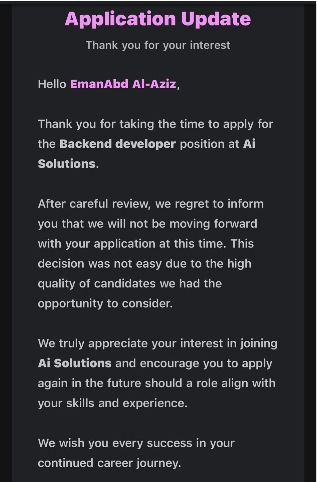 Application Update
Thank you for your interest
Hello EmanAbd Al-Aziz,
Thank you for taking the time to apply for
the Backend developer position at Ai
Solutions.
After careful review, we regret to inform
you that we will not be moving forward
with your application at this time. This
decision was not easy due to the high
quality of candidates we had the
opportunity to consider.
We truly appreciate your interest in joining
Ai Solutions and encourage you to apply
again in the future should a role align with
your skills and experience.
We wish you every success in your
continued career journey.